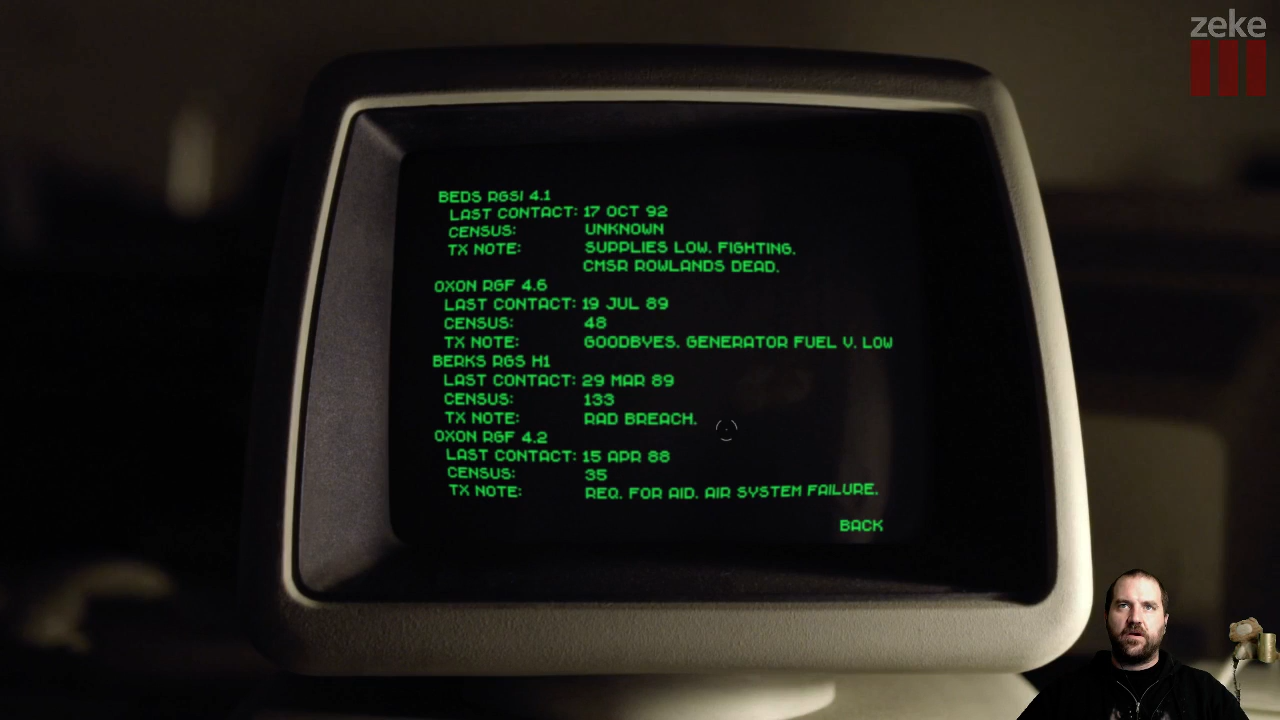 zeke
BEDS RGSI 4.1
LAST CONTACT: 17 OCT 92
CENSUS: UNKNOWN
TX NOTE: SUPPLIES LOW. FIGHTING.
CMSR ROWLANDS DEAD.
OXON RGF 4.6
LAST CONTACT: 19 JUL 89
CENSUS: 48
TX NOTE: GOODBYES. GENERATOR FUEL V. LOW
BERKS RGS H1
LAST CONTACT: 29 MAR 89
CENSUS: 133
TX NOTE: RAD BREACH.
OXON RGF 4.2
LAST CONTACT: 15 APR 88
CENSUS: 35
TX NOTE: REQ. FOR AID. AIR SYSTEM FAILURE.
BACK